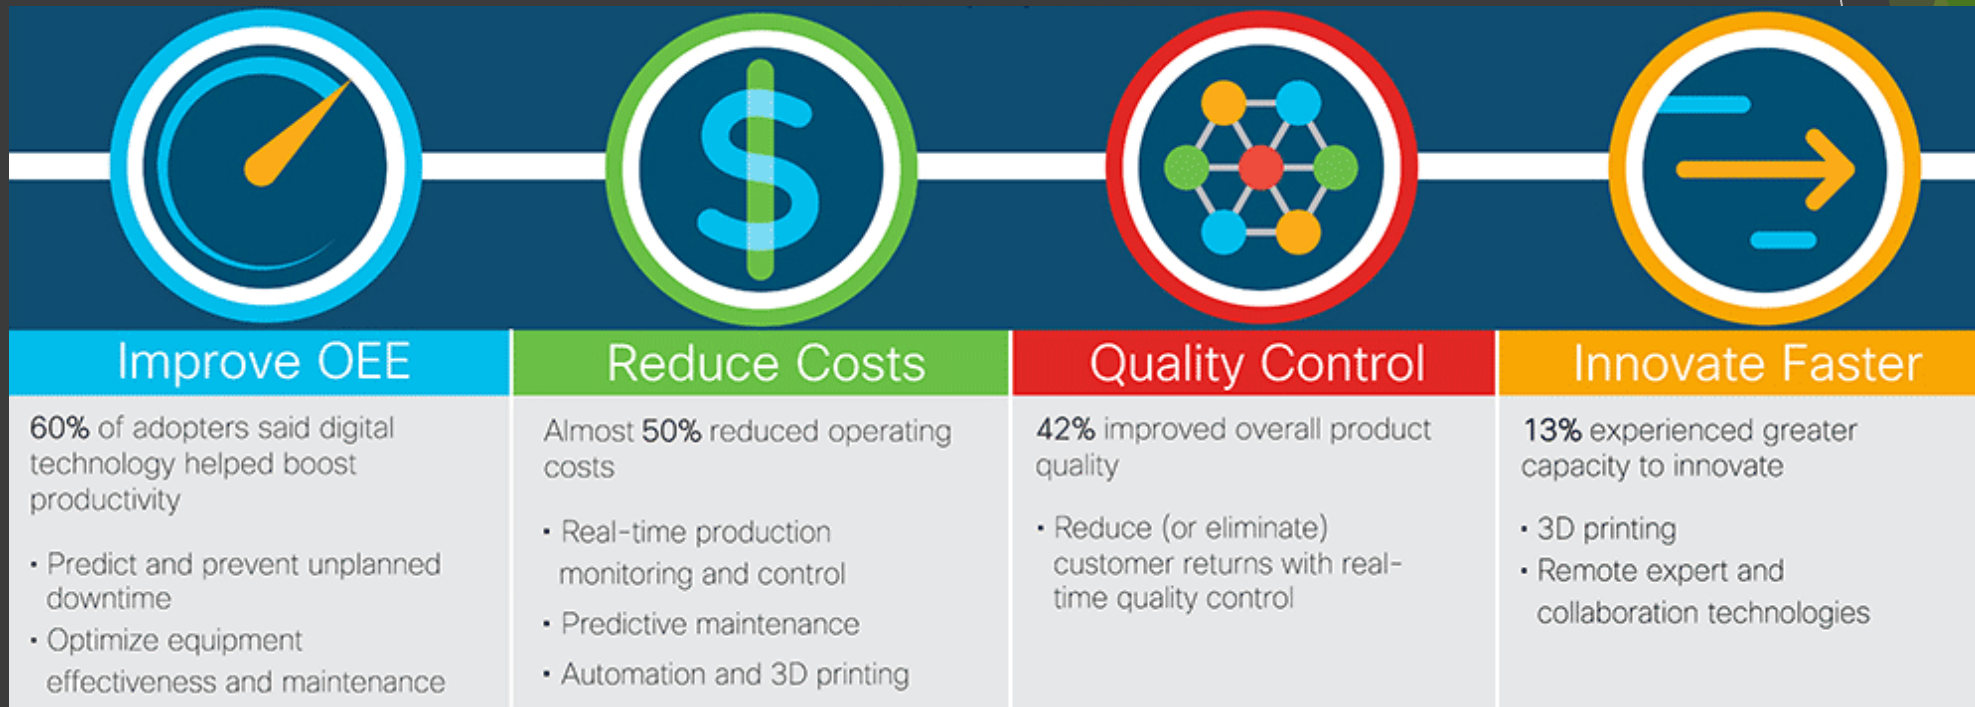 Improve OEE
60% of adopters said digital
technology helped boost
productivity
· Predict and prevent unplanned
downtime
· Optimize equipment
effectiveness and maintenance
Reduce Costs
Almost 50% reduced operating
costs
· Real-time production
monitoring and control
· Predictive maintenance
· Automation and 3D printing
Quality Control
42% improved overall product
quality
· Reduce (or eliminate)
customer returns with real-
time quality control
Innovate Faster
13% experienced greater
capacity to innovate
· 3D printing
· Remote expert and
collaboration technologies